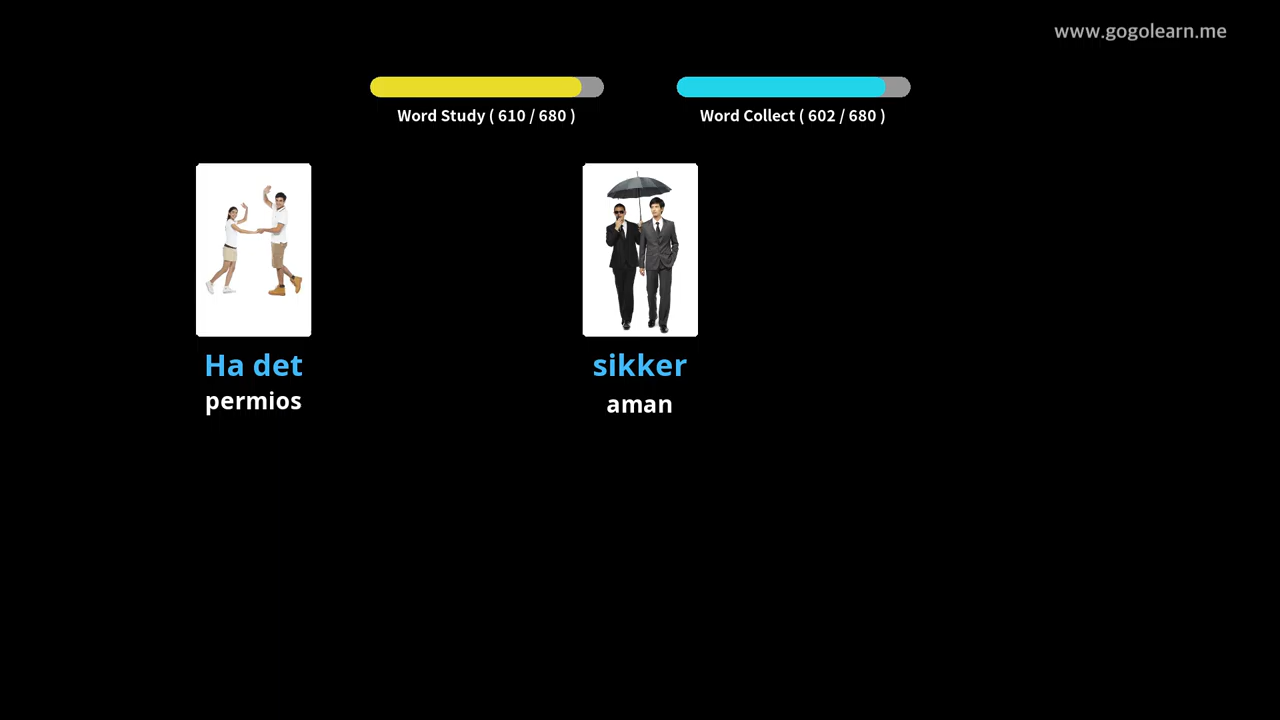 www.gogolearn.me
Word Study ( 610 / 680 )
Word Collect ( 602 / 680 )
Ha det
permios
sikker
aman